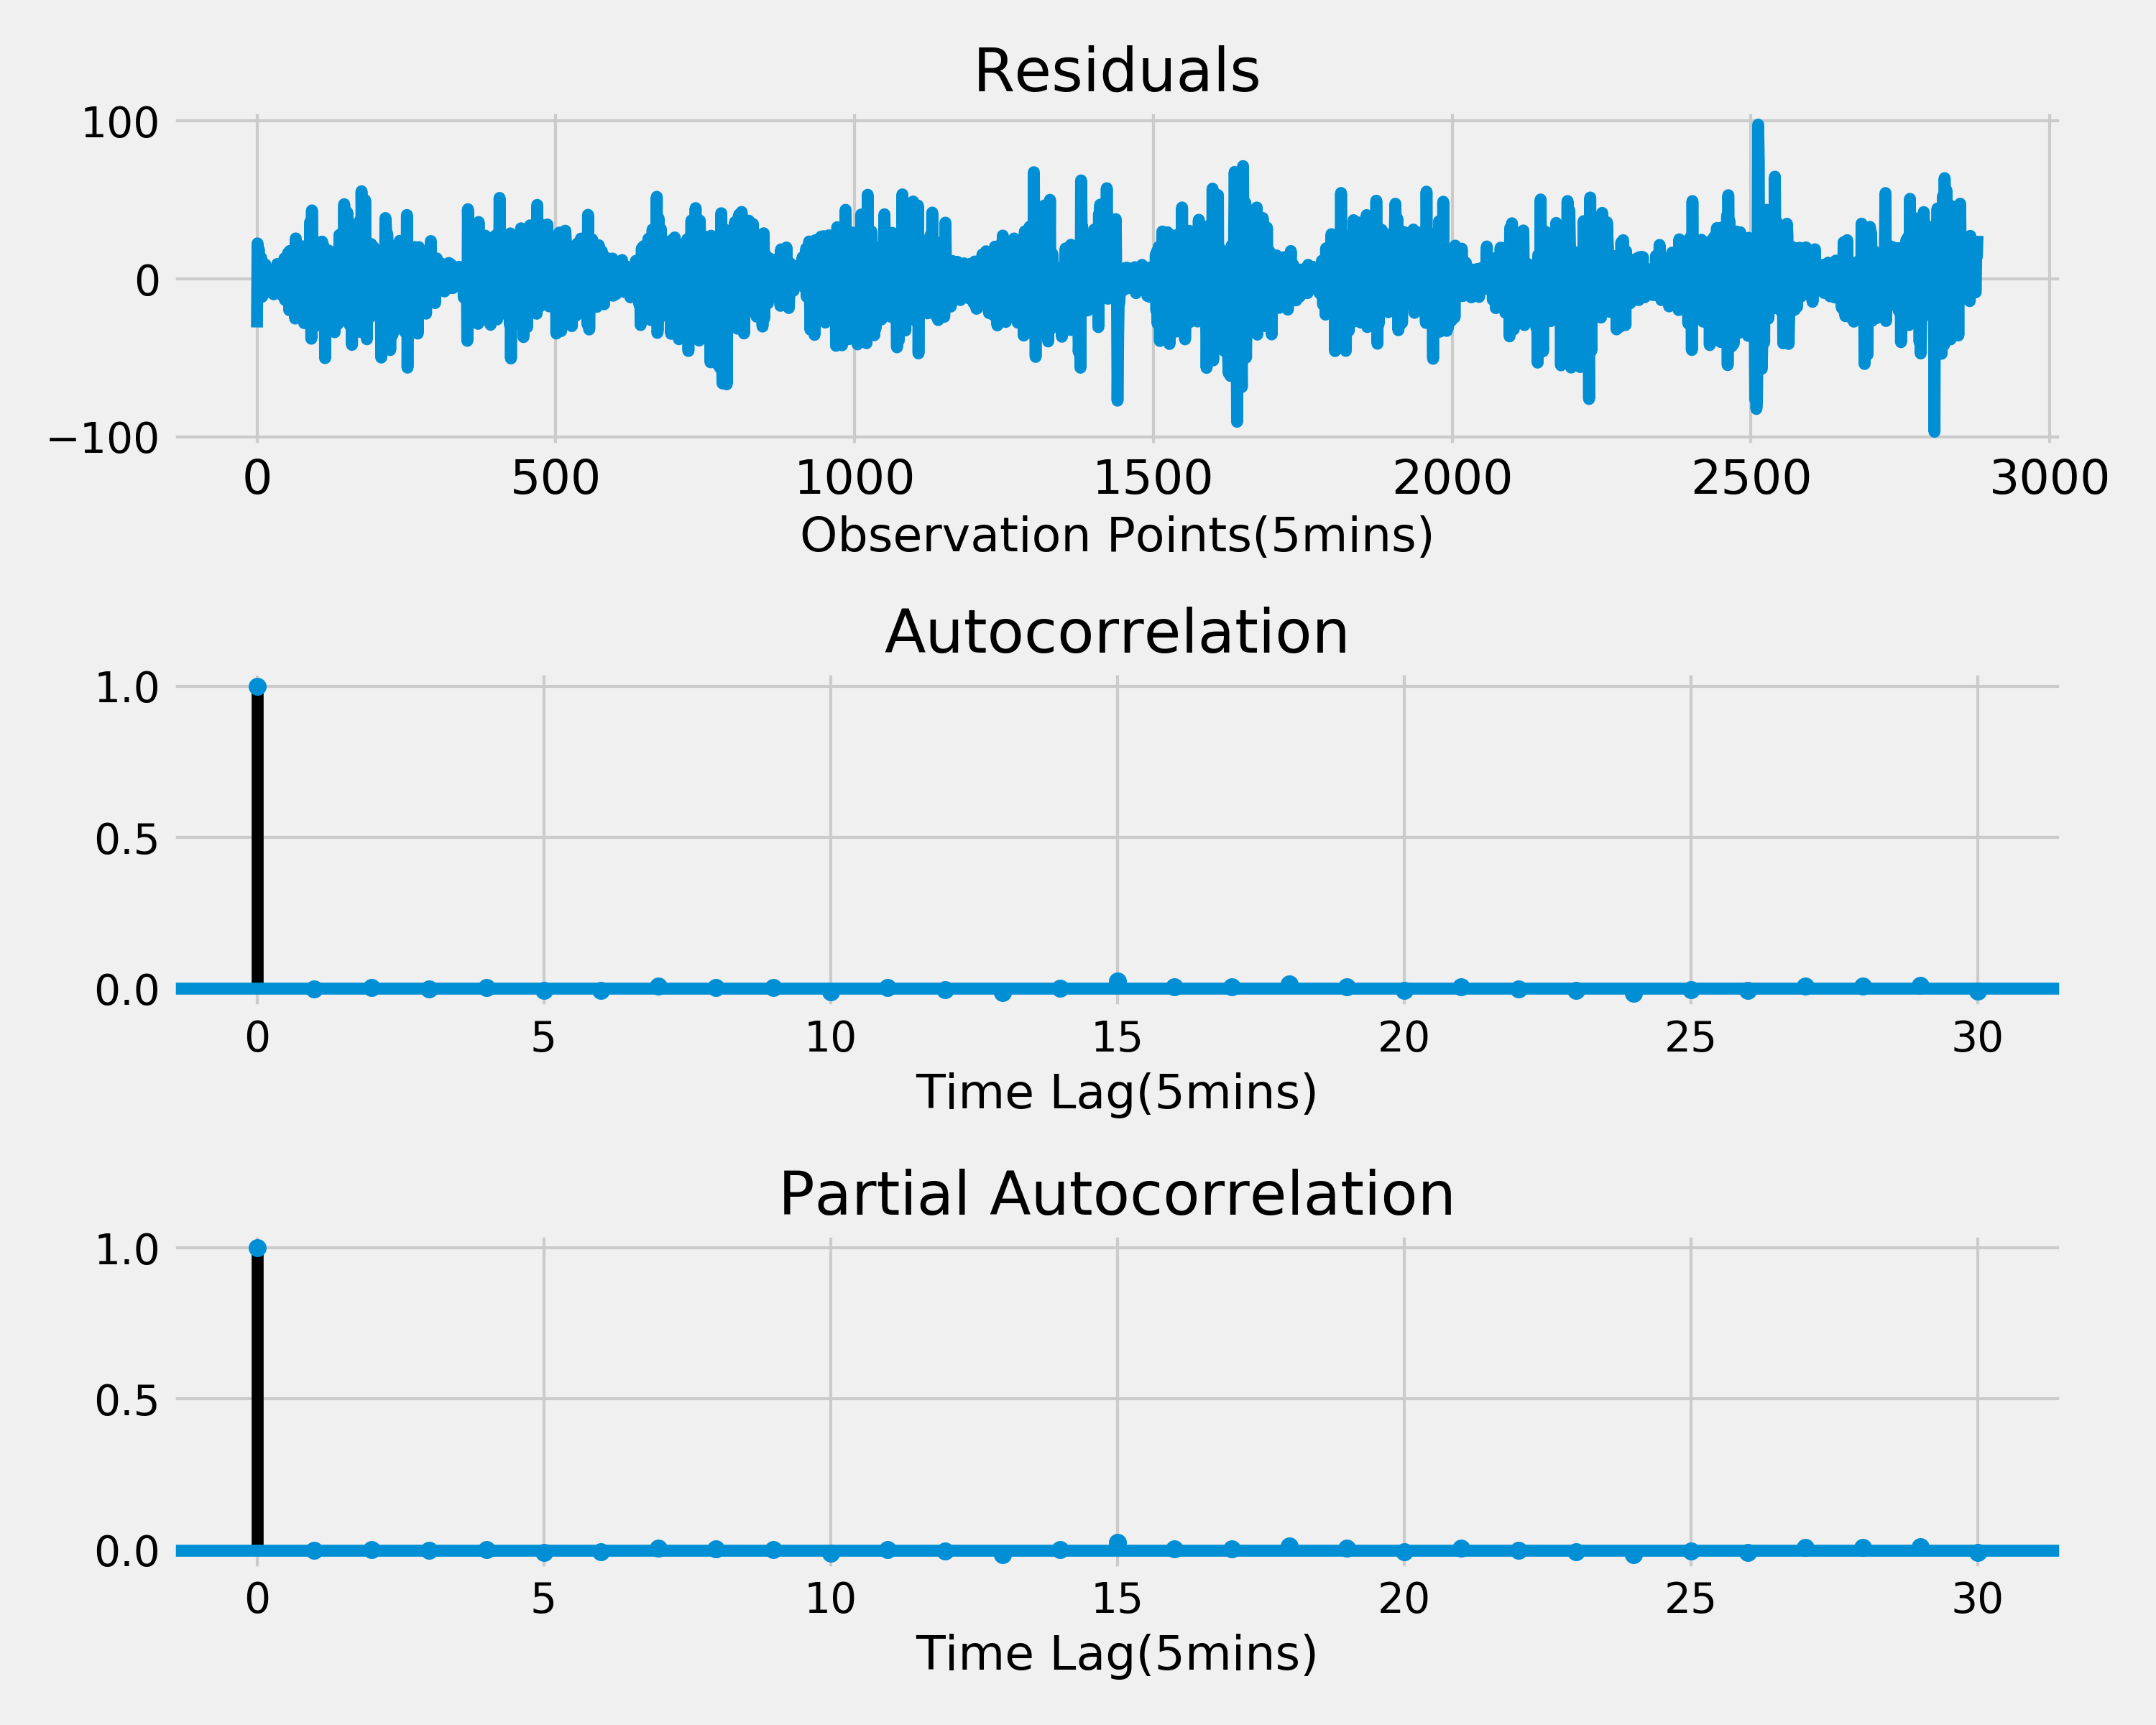 Residuals
100
0
−100
0 500 1000 1500 2000 2500 3000
Observation Points(5mins)
Autocorrelation
1.0
0.5
0.0
0 5 10 15 20 25 30
Time Lag(5mins)
Partial Autocorrelation
1.0
0.5
0.0
0 5 10 15 20 25 30
Time Lag(5mins)